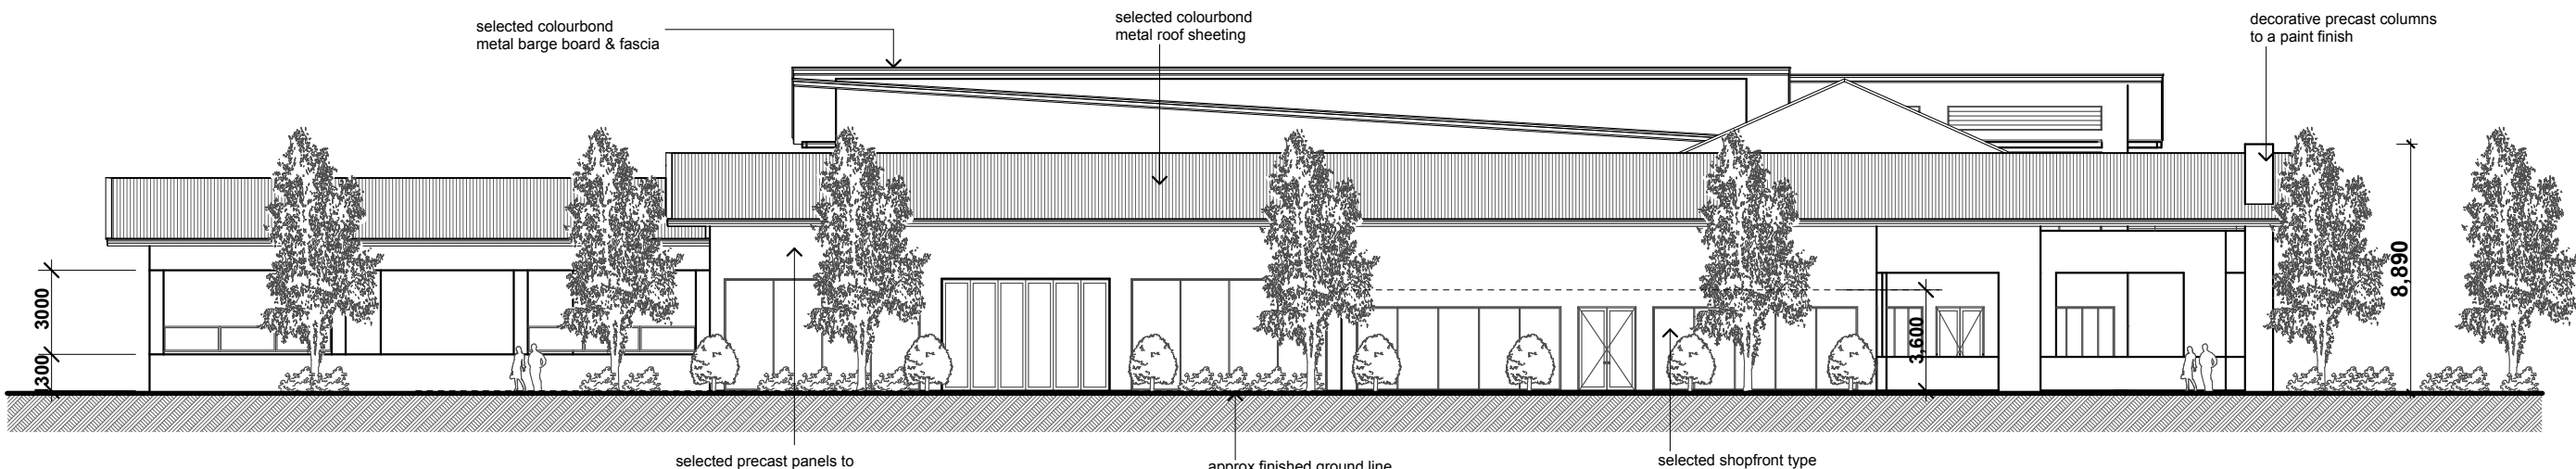 selected colourbond
metal barge board & fascia
selected colourbond
metal roof sheeting
decorative precast columns
to a paint finish
3000
1300
3,600
8,890
selected precast panels to
approx finished ground line
selected shopfront type